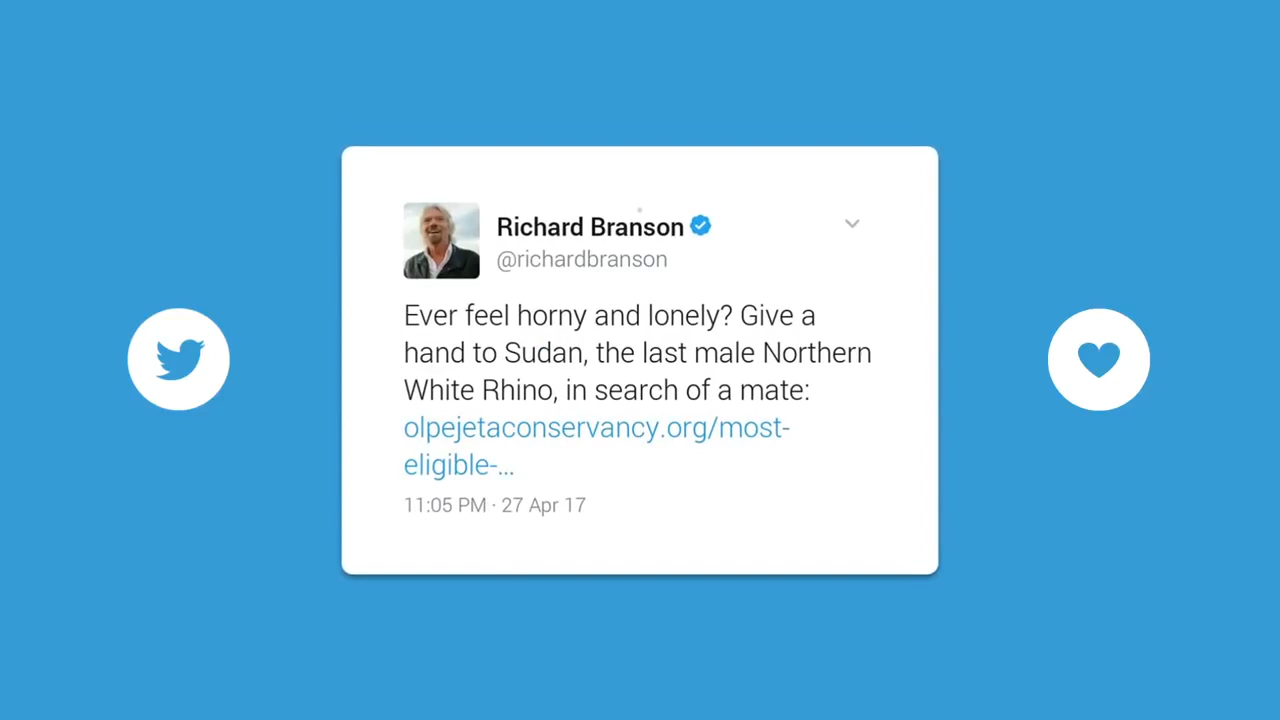 Richard Branson
@richardbranson
Ever feel horny and lonely? Give a
hand to Sudan, the last male Northern
White Rhino, in search of a mate:
olpejetaconservancy.org/most-
eligible-...
11:05 PM · 27 Apr 17